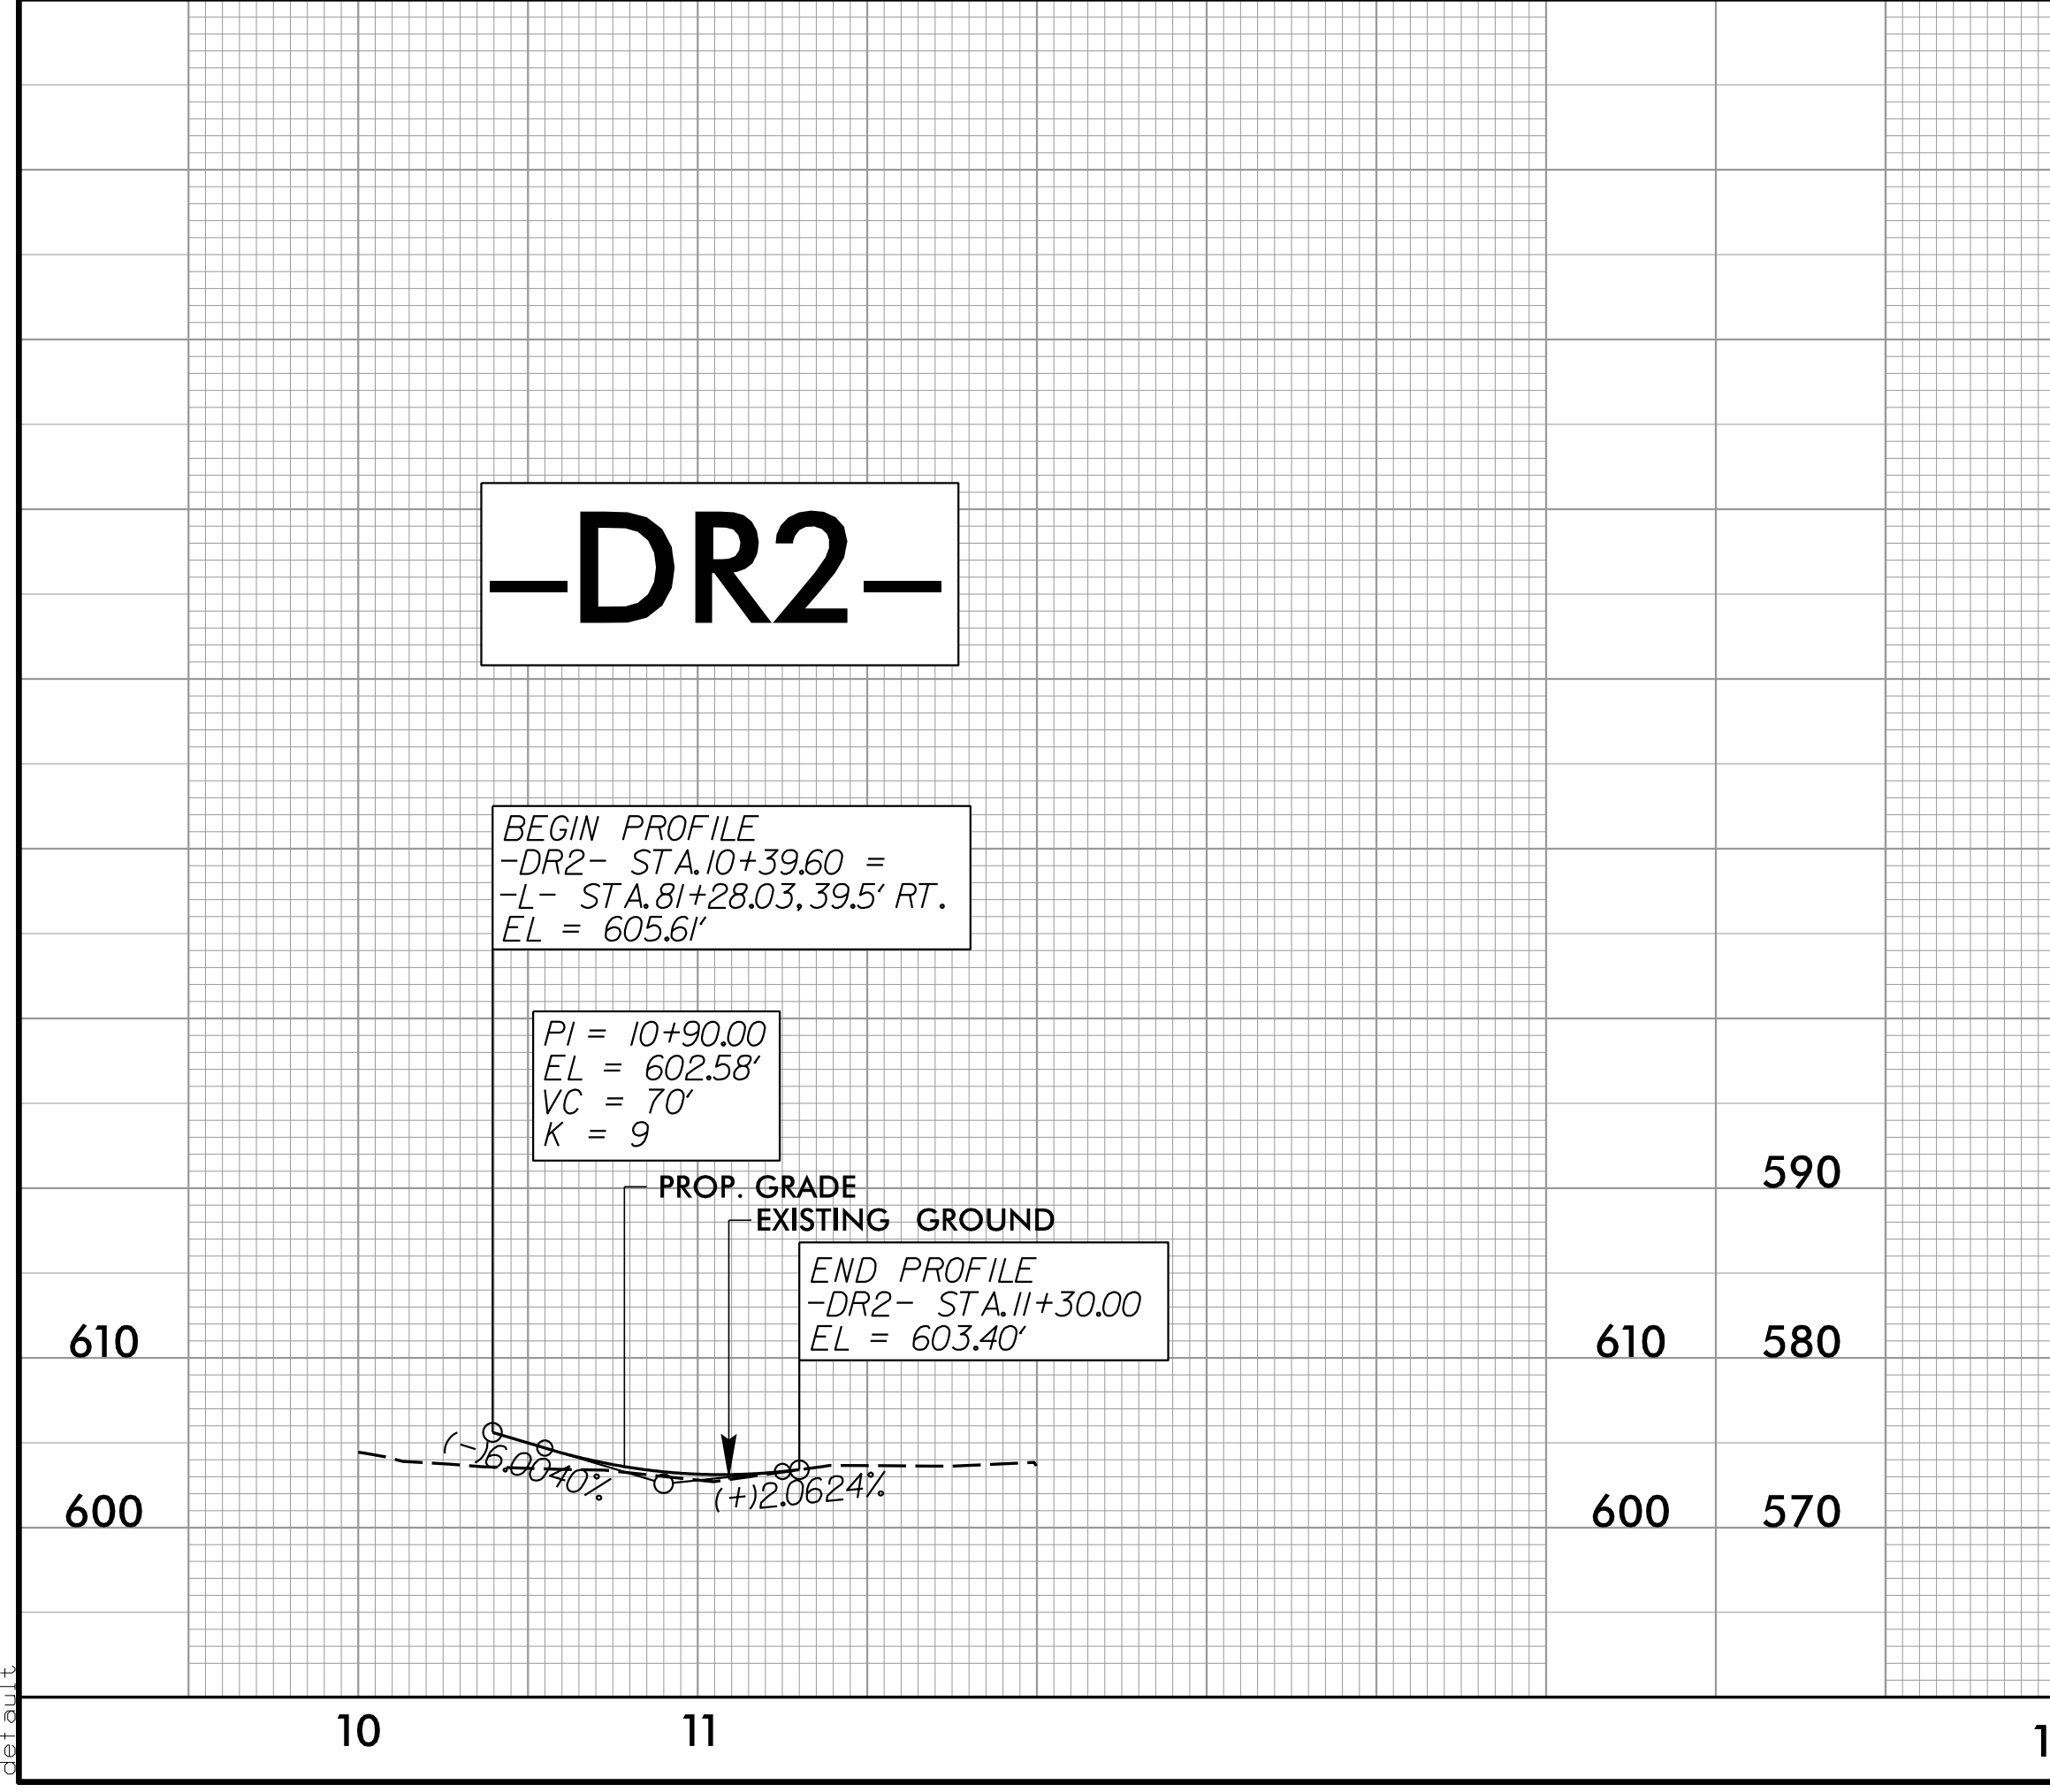 -DR2-
BEGIN PROFILE
-DR2- STA.10+39.60 =
-L- STA.81+28.03, 39.5' RT.
EL = 605.61'
PI = 10+90.00
EL = 602.58'
VC = 70'
K = 9
PROP. GRADE
EXISTING GROUND
END PROFILE
-DR2- STA.11+30.00
EL = 603.40'
590
610
610
580
(-)6.0040%
(+)2.0624%
600
600
570
10
11
1
default